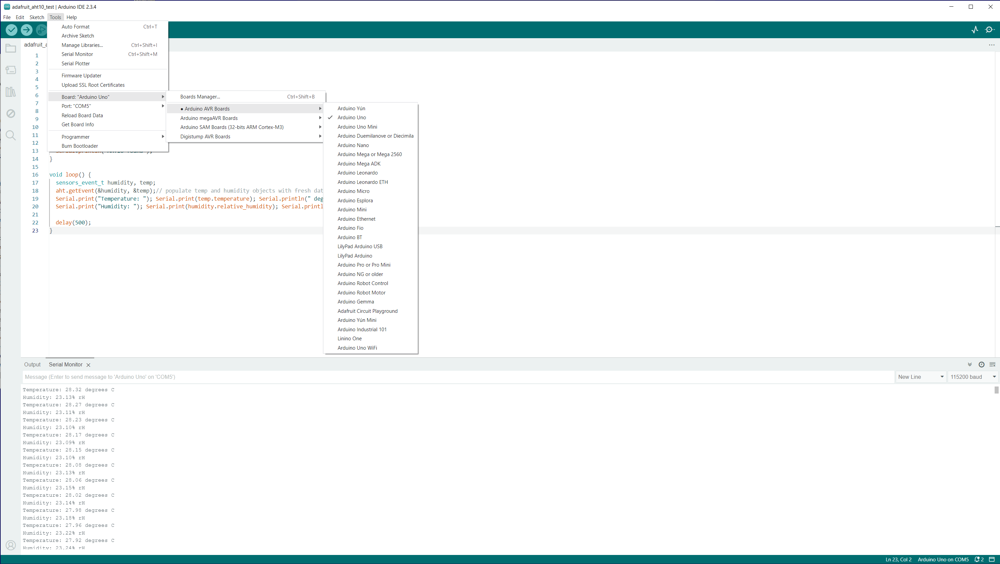 adafruit_aht10_test | Arduino IDE 2.3.4
File Edit Sketch Tools Help
Auto Format Ctrl+T
Archive Sketch
Manage Libraries... Ctrl+Shift+I
Serial Monitor Ctrl+Shift+M
Serial Plotter
Firmware Updater
Upload SSL Root Certificates
Board: "Arduino Uno"
Port: "COM5"
Reload Board Data
Get Board Info
Programmer
Burn Bootloader
Boards Manager... Ctrl+Shift+B
● Arduino AVR Boards
Arduino megaAVR Boards
Arduino SAM Boards (32-bits ARM Cortex-M3)
Digistump AVR Boards
Arduino Yún
Arduino Uno
Arduino Uno Mini
Arduino Duemilanove or Diecimila
Arduino Nano
Arduino Mega or Mega 2560
Arduino Mega ADK
Arduino Leonardo
Arduino Leonardo ETH
Arduino Micro
Arduino Esplora
Arduino Mini
Arduino Ethernet
Arduino Fio
Arduino BT
LilyPad Arduino USB
LilyPad Arduino
Arduino Pro or Pro Mini
Arduino NG or older
Arduino Robot Control
Arduino Robot Motor
Arduino Gemma
Adafruit Circuit Playground
Arduino Yún Mini
Arduino Industrial 101
Linino One
Arduino Uno WiFi
adafruit_a
1
2
3
4
5
6
7
8
9
10
11
12
13
14 }
15
16 void loop() {
17 sensors_event_t humidity, temp;
18 aht.getEvent(&humidity, &temp);// populate temp and humidity objects with fresh dat
19 Serial.print("Temperature: "); Serial.print(temp.temperature); Serial.println(" deg
20 Serial.print("Humidity: "); Serial.print(humidity.relative_humidity); Serial.printl
21
22 delay(500);
23 }
Output Serial Monitor
Message (Enter to send message to 'Arduino Uno' on 'COM5') New Line 115200 baud
Temperature: 28.32 degrees C
Humidity: 23.13% rH
Temperature: 28.27 degrees C
Humidity: 23.11% rH
Temperature: 28.23 degrees C
Humidity: 23.10% rH
Temperature: 28.17 degrees C
Humidity: 23.09% rH
Temperature: 28.15 degrees C
Humidity: 23.10% rH
Temperature: 28.08 degrees C
Humidity: 23.13% rH
Temperature: 28.06 degrees C
Humidity: 23.15% rH
Temperature: 28.02 degrees C
Humidity: 23.14% rH
Temperature: 27.98 degrees C
Humidity: 23.18% rH
Temperature: 27.96 degrees C
Humidity: 23.22% rH
Temperature: 27.92 degrees C
Humidity: 23.24% rH
Ln 23, Col 2 Arduino Uno on COM5 2